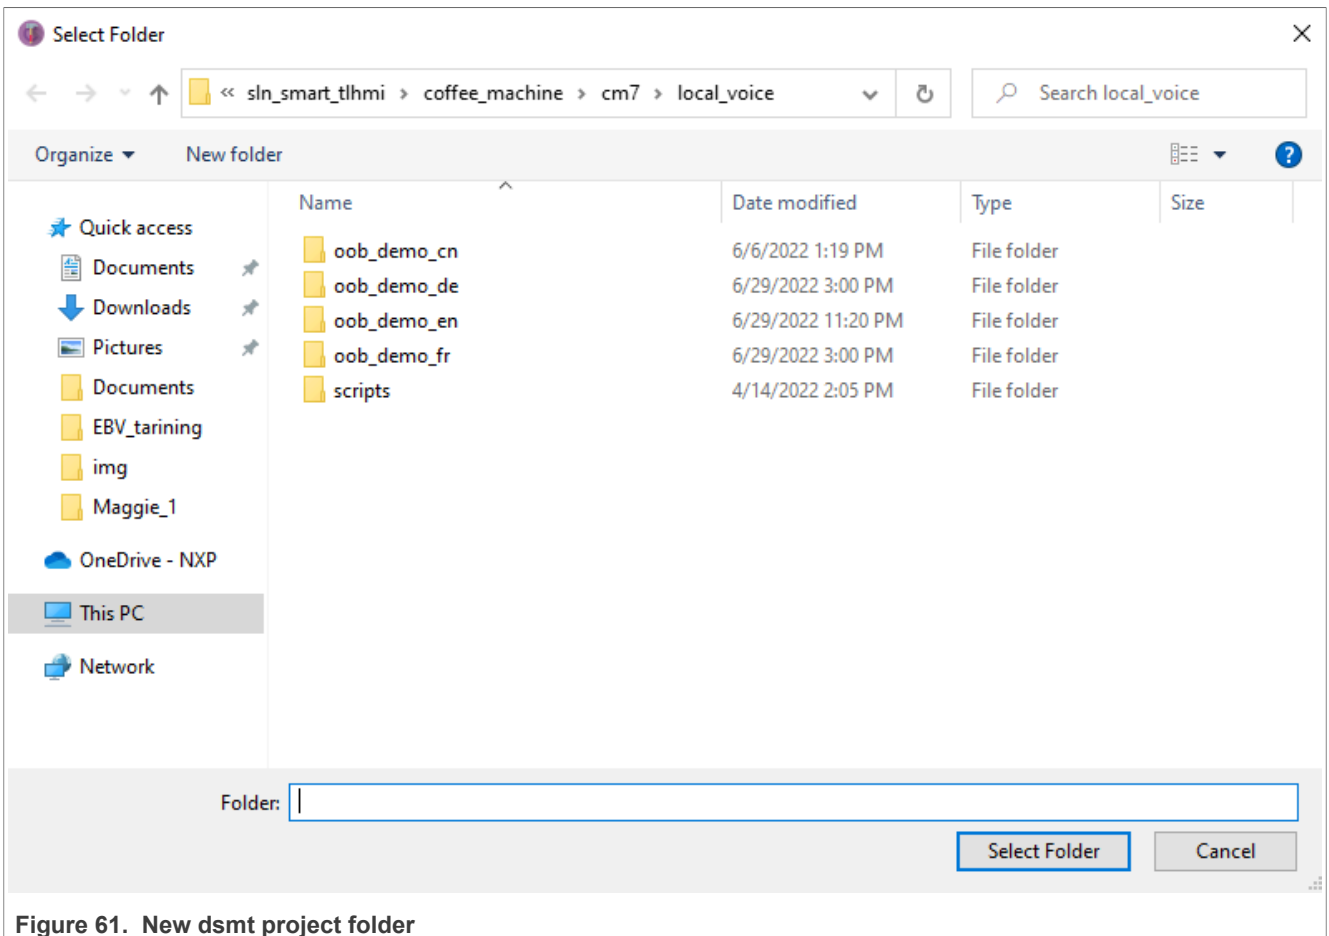 Select Folder
« sln_smart_tlhmi › coffee_machine › cm7 › local_voice
Search local_voice
Organize
New folder
Name Date modified Type Size
Quick access
Documents
Downloads
Pictures
Documents
EBV_tarining
img
Maggie_1
OneDrive - NXP
This PC
Network
oob_demo_cn 6/6/2022 1:19 PM File folder
oob_demo_de 6/29/2022 3:00 PM File folder
oob_demo_en 6/29/2022 11:20 PM File folder
oob_demo_fr 6/29/2022 3:00 PM File folder
scripts 4/14/2022 2:05 PM File folder
Folder:
Select Folder
Cancel
Figure 61. New dsmt project folder